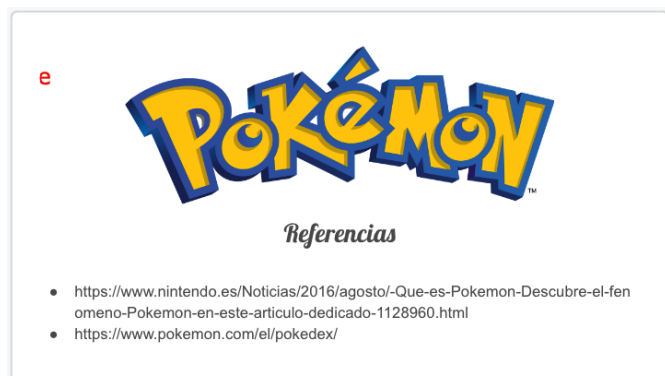 e
POKéMON
TM
Referencias
● https://www.nintendo.es/Noticias/2016/agosto/-Que-es-Pokemon-Descubre-el-fen
omeno-Pokemon-en-este-articulo-dedicado-1128960.html
● https://www.pokemon.com/el/pokedex/